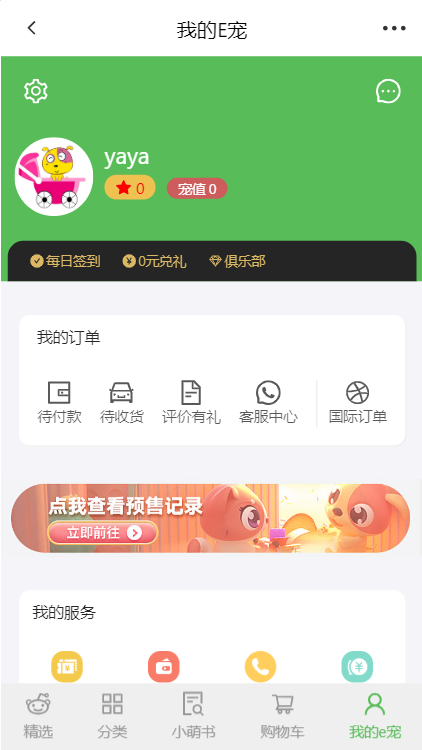 我的E宠
yaya
0
宠值 0
每日签到 0元兑礼 俱乐部
我的订单
待付款 待收货 评价有礼 客服中心 国际订单
点我查看预售记录
立即前往
我的服务
精选 分类 小萌书 购物车 我的e宠